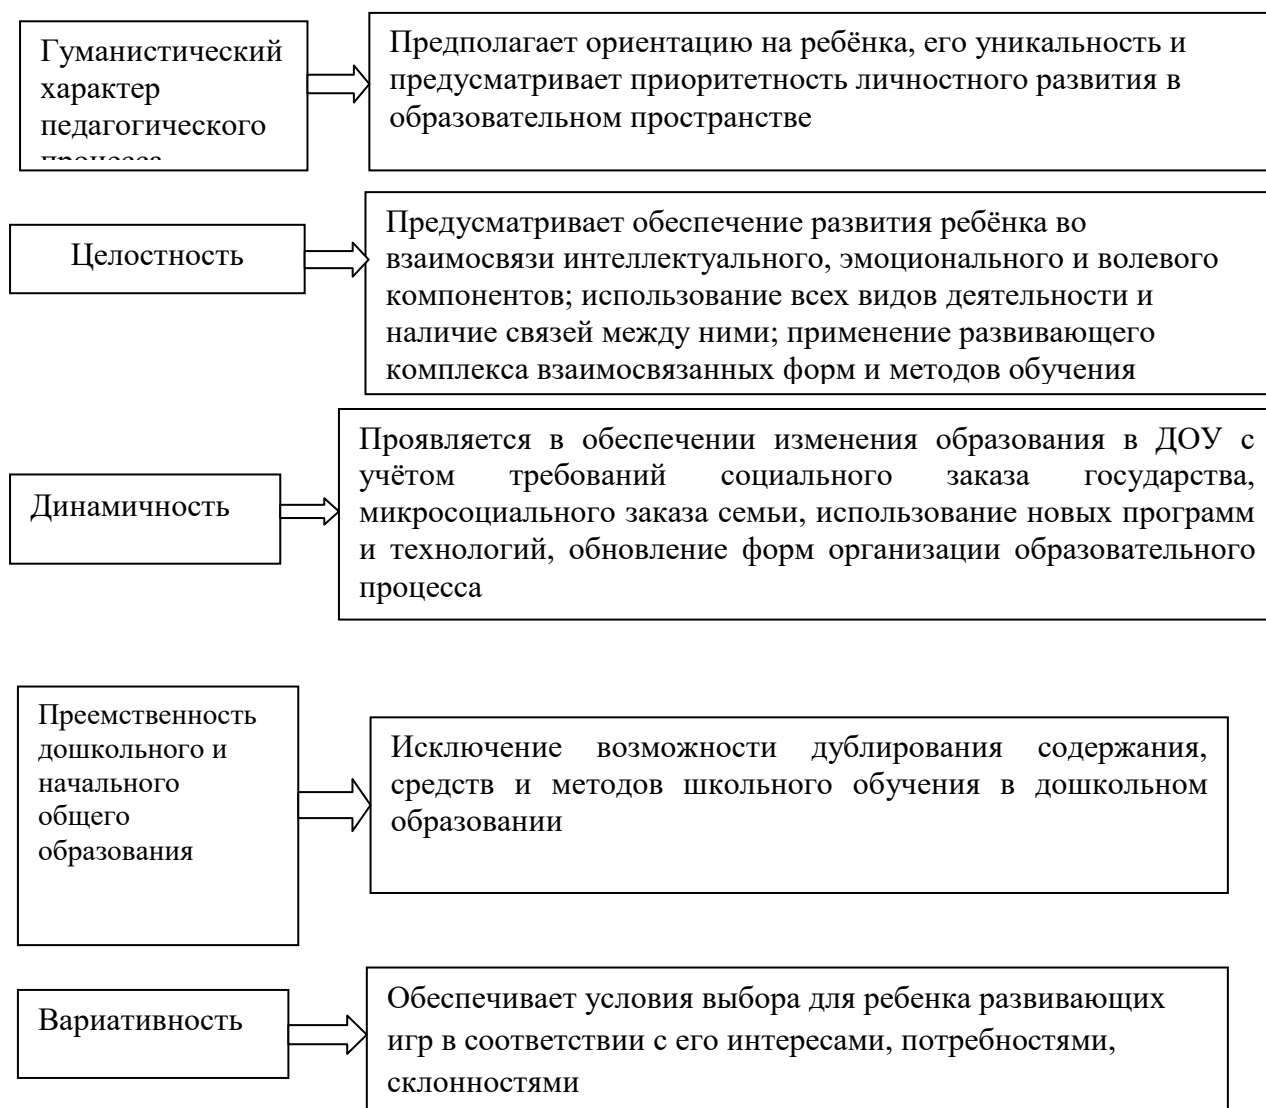 Гуманистический
характер
педагогического
Предполагает ориентацию на ребёнка, его уникальность и
предусматривает приоритетность личностного развития в
образовательном пространстве
Целостность
Предусматривает обеспечение развития ребёнка во
взаимосвязи интеллектуального, эмоционального и волевого
компонентов; использование всех видов деятельности и
наличие связей между ними; применение развивающего
комплекса взаимосвязанных форм и методов обучения
Динамичность
Проявляется в обеспечении изменения образования в ДОУ с
учётом требований социального заказа государства,
микросоциального заказа семьи, использование новых программ
и технологий, обновление форм организации образовательного
процесса
Преемственность
дошкольного и
начального
общего
образования
Исключение возможности дублирования содержания,
средств и методов школьного обучения в дошкольном
образовании
Вариативность
Обеспечивает условия выбора для ребенка развивающих
игр в соответствии с его интересами, потребностями,
склонностями